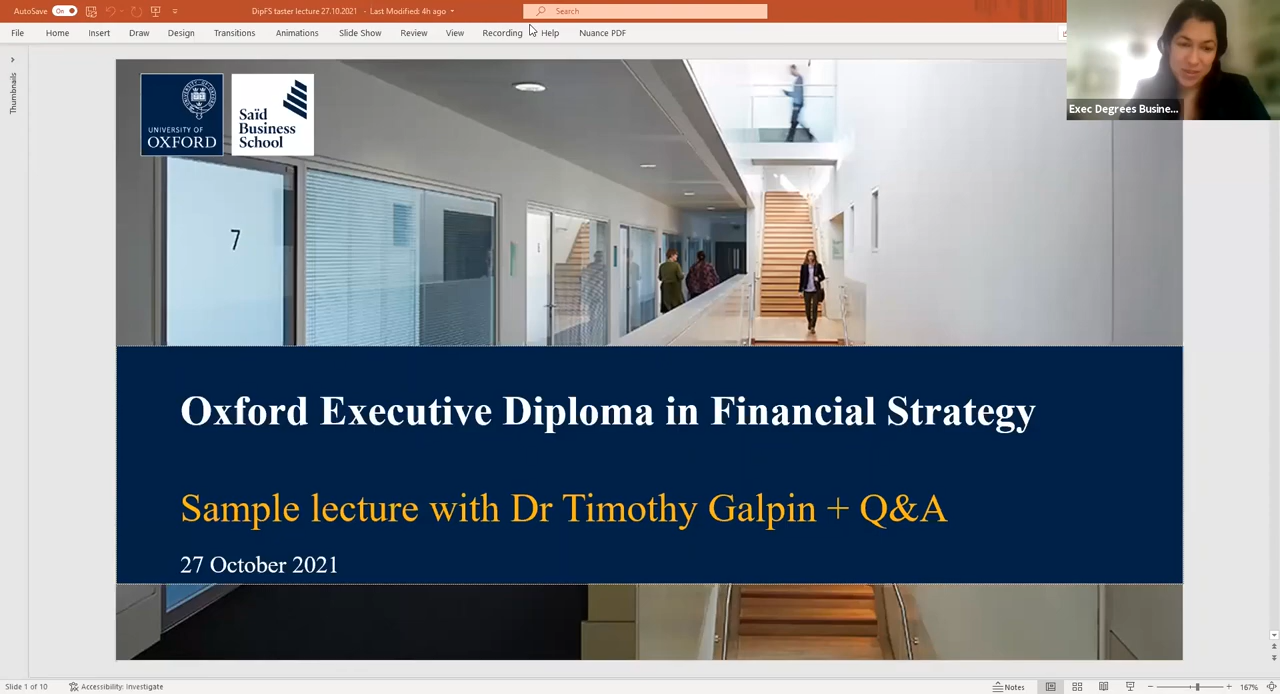 AutoSave On DipFS taster lecture 27.10.2021 - Last Modified: 4h ago Search
File Home Insert Draw Design Transitions Animations Slide Show Review View Recording Help Nuance PDF
Thumbnails
Exec Degrees Busine...
UNIVERSITY OF
OXFORD
Saïd
Business
School
7
Oxford Executive Diploma in Financial Strategy
Sample lecture with Dr Timothy Galpin + Q&A
27 October 2021
Slide 1 of 10 Accessibility: Investigate Notes 167%